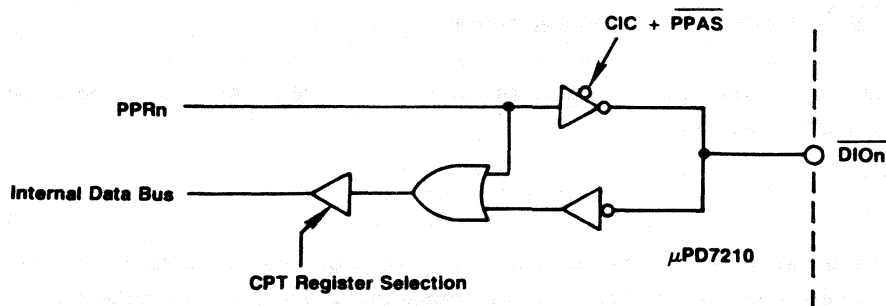 CIC + PPAS
PPRn
DIOn
Internal Data Bus
μPD7210
CPT Register Selection